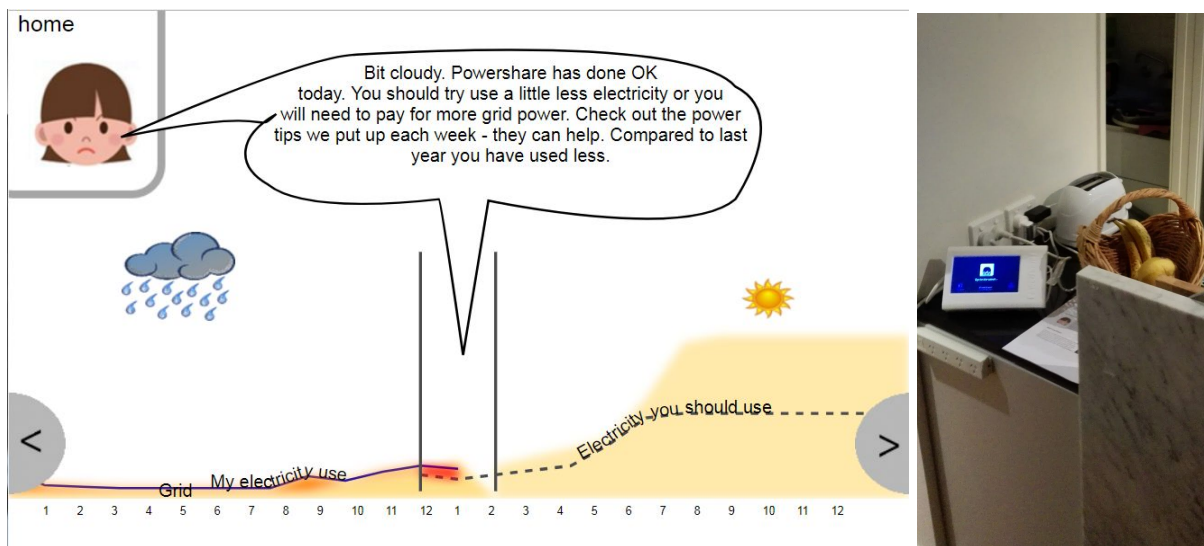 home
Bit cloudy. Powershare has done OK
today. You should try use a little less electricity or you
will need to pay for more grid power. Check out the power
tips we put up each week - they can help. Compared to last
year you have used less.
Electricity you should use
<
>
My electricity use
Grid
1 2 3 4 5 6 7 8 9 10 11 12 1 2 3 4 5 6 7 8 9 10 11 12